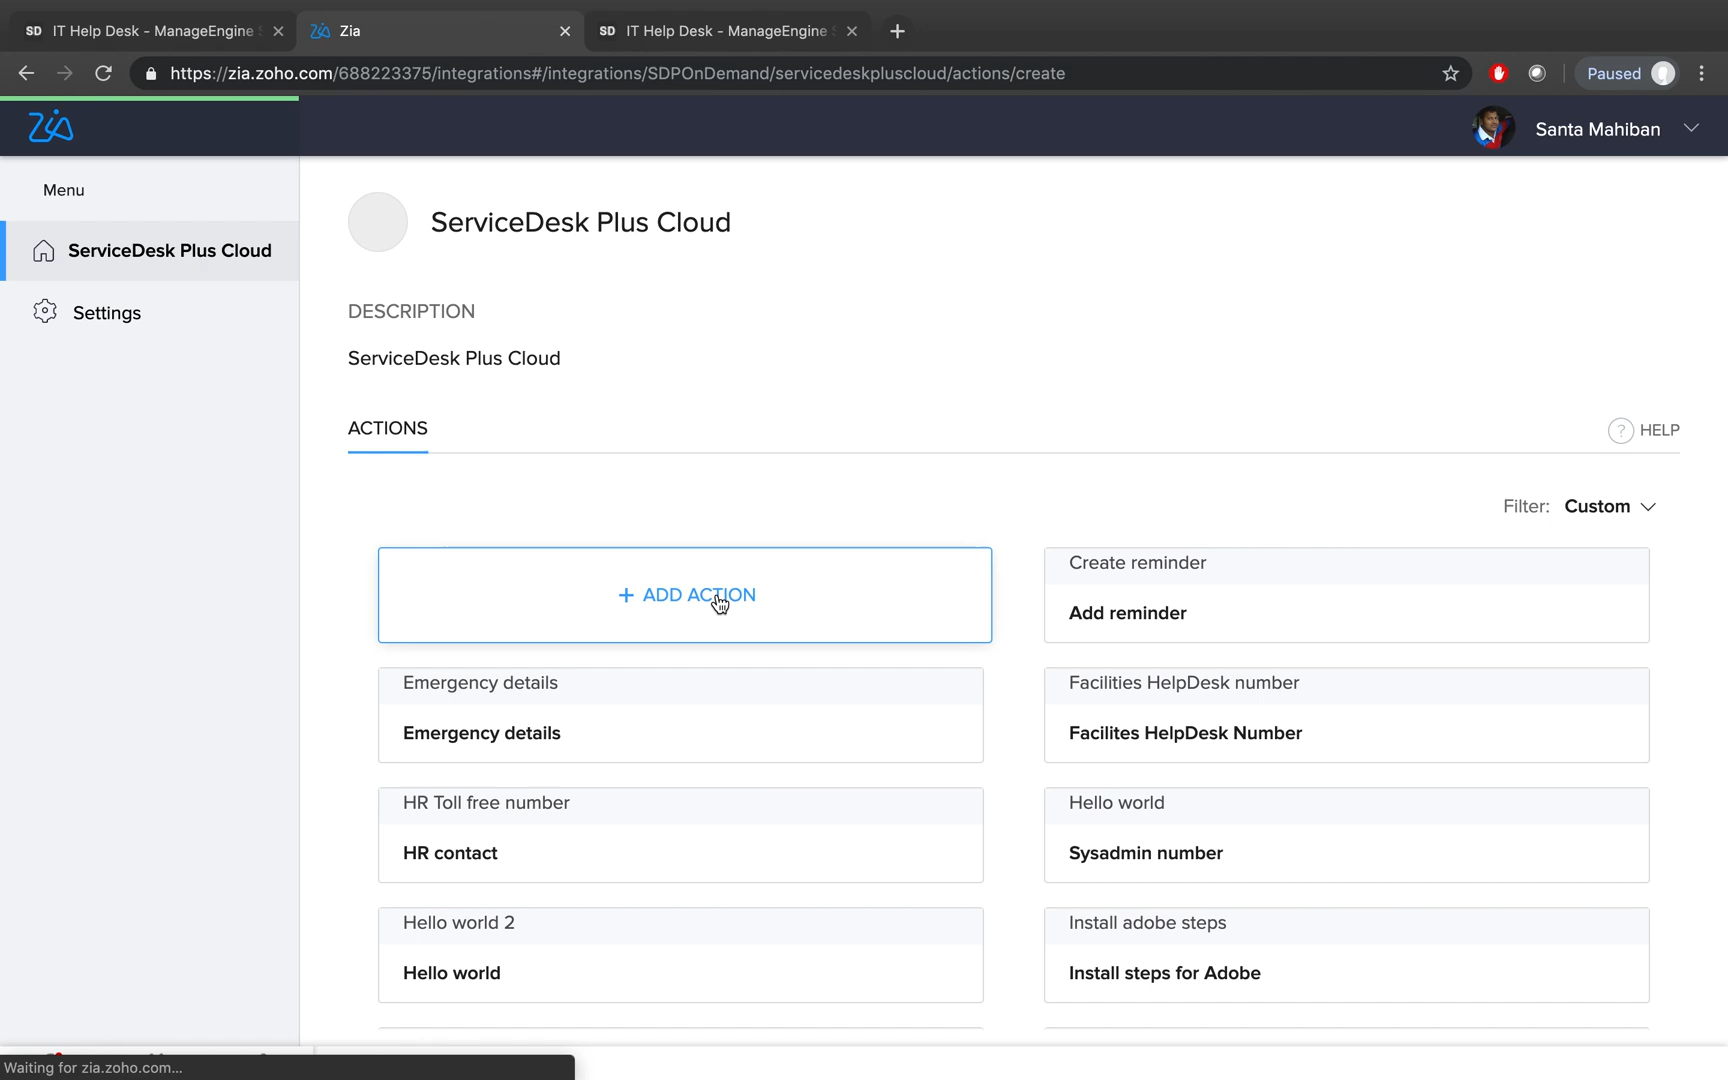 SD IT Help Desk - ManageEngine
Zia
SD IT Help Desk - ManageEngine
https://zia.zoho.com/688223375/integrations#/integrations/SDPOnDemand/servicedeskpluscloud/actions/create
Paused
Zia
Santa Mahiban
Menu
ServiceDesk Plus Cloud
Settings
ServiceDesk Plus Cloud
DESCRIPTION
ServiceDesk Plus Cloud
ACTIONS
? HELP
Filter: Custom
+ ADD ACTION
Create reminder
Add reminder
Emergency details
Emergency details
Facilities HelpDesk number
Facilites HelpDesk Number
HR Toll free number
HR contact
Hello world
Sysadmin number
Hello world 2
Hello world
Install adobe steps
Install steps for Adobe
Waiting for zia.zoho.com...